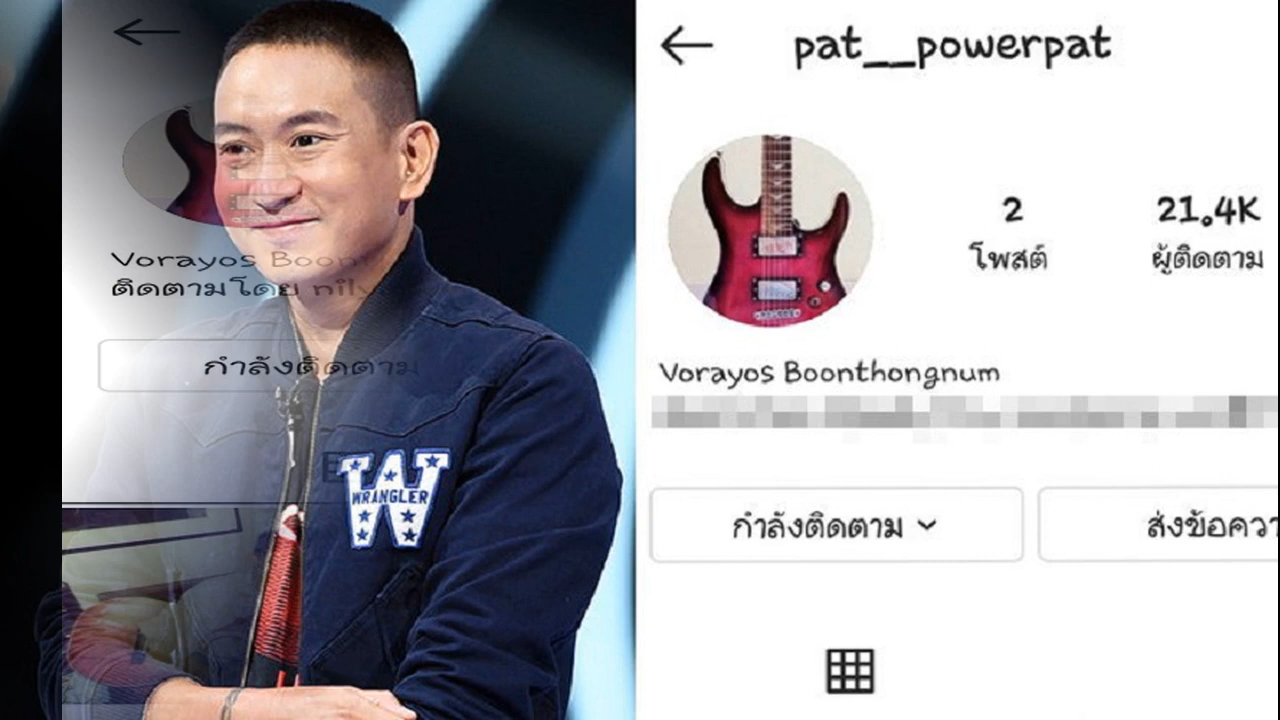 Vorayos Boon
ติดตามโดย nily
กำลังติดตาม
W
WRANGLER
pat__powerpat
2
โพสต์
21.4K
ผู้ติดตาม
Vorayos Boonthongnum
กำลังติดตาม
ส่งข้อควา